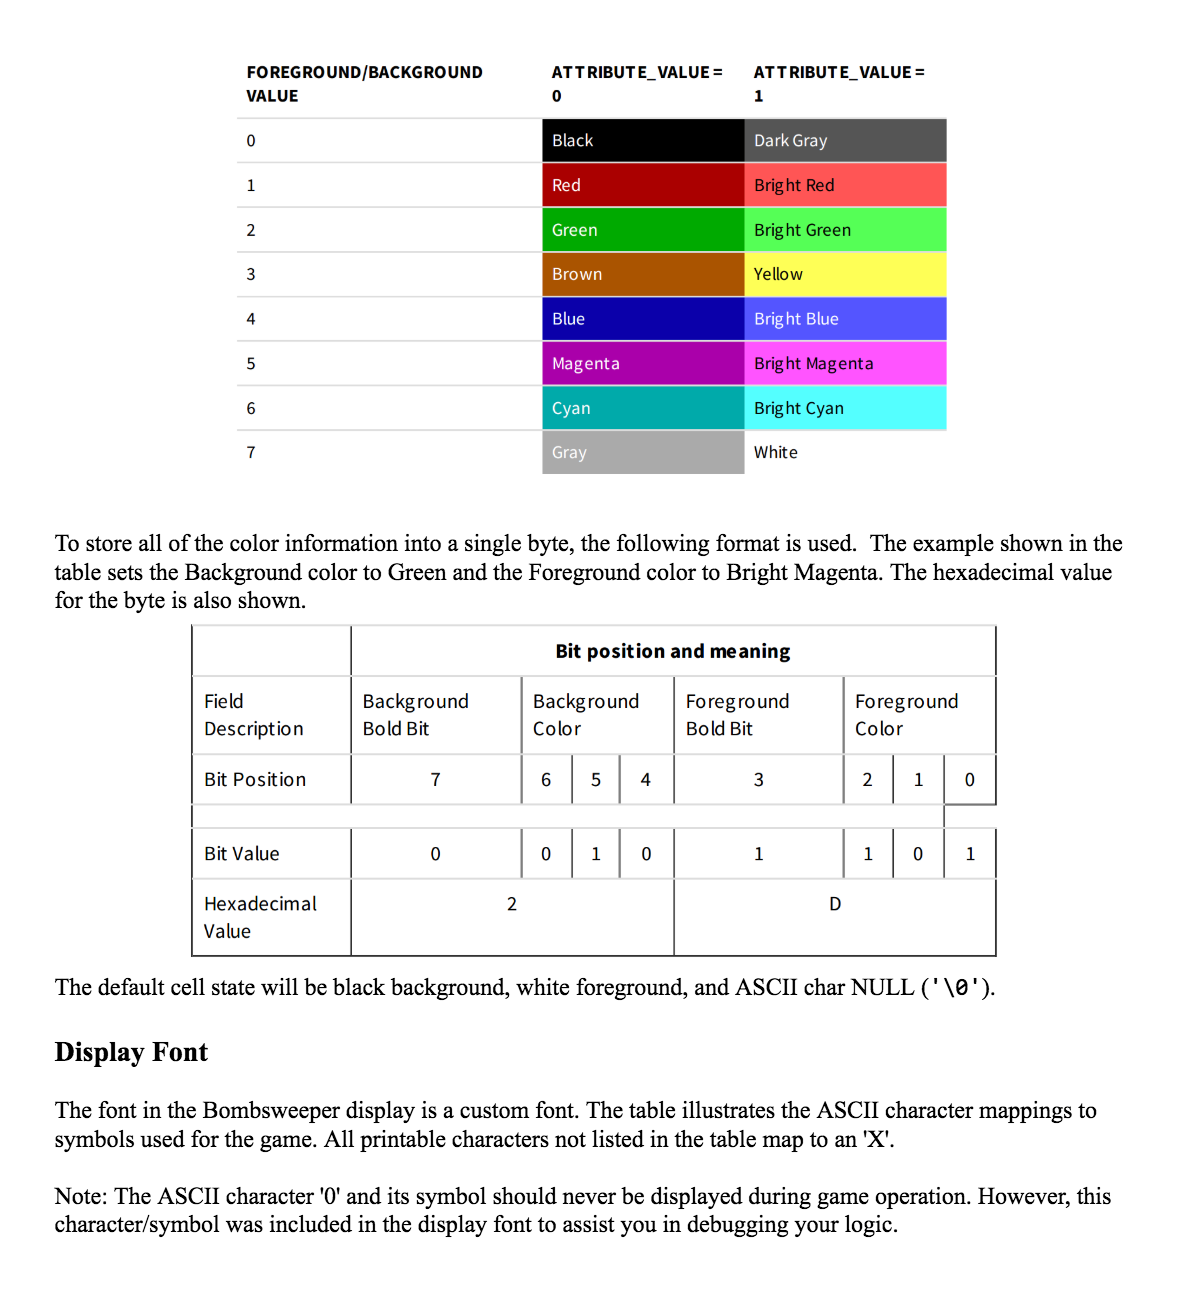 FOREGROUND/BACKGROUND VALUE ATTRIBUTE_VALUE = 0 ATTRIBUTE_VALUE = 1
0 Black Dark Gray
1 Red Bright Red
2 Green Bright Green
3 Brown Yellow
4 Blue Bright Blue
5 Magenta Bright Magenta
6 Cyan Bright Cyan
7 Gray White
To store all of the color information into a single byte, the following format is used.  The example shown in the
table sets the Background color to Green and the Foreground color to Bright Magenta. The hexadecimal value
for the byte is also shown.
Bit position and meaning
Field Description Background Bold Bit Background Color Foreground Bold Bit Foreground Color
Bit Position 7 6 5 4 3 2 1 0
Bit Value 0 0 1 0 1 1 0 1
Hexadecimal Value 2 D
The default cell state will be black background, white foreground, and ASCII char NULL ('\0').
Display Font
The font in the Bombsweeper display is a custom font. The table illustrates the ASCII character mappings to
symbols used for the game. All printable characters not listed in the table map to an 'X'.
Note: The ASCII character '0' and its symbol should never be displayed during game operation. However, this
character/symbol was included in the display font to assist you in debugging your logic.